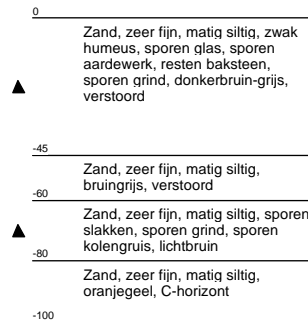 0
Zand, zeer fijn, matig siltig, zwak
humeus, sporen glas, sporen
aardewerk, resten baksteen,
sporen grind, donkerbruin-grijs,
verstoord
-45
Zand, zeer fijn, matig siltig,
bruingrijs, verstoord
-60
Zand, zeer fijn, matig siltig, sporen
slakken, sporen grind, sporen
kolengruis, lichtbruin
-80
Zand, zeer fijn, matig siltig,
oranjegeel, C-horizont
-100